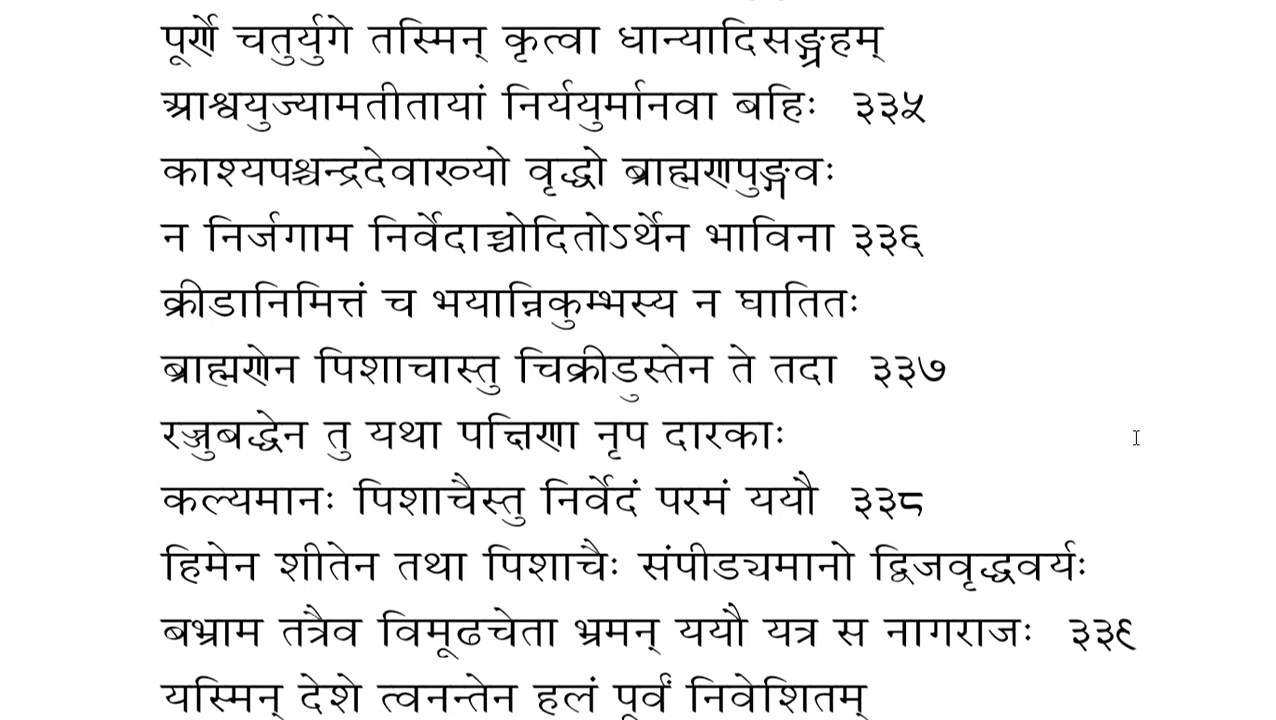 पूर्णे चतुर्युगे तस्मिन् कृत्वा धान्यादिसङ्ग्रहम्
आश्वयुज्यामतीतायां निर्ययुर्मानवा बहिः ३३५
काश्यपश्चन्द्रदेवाख्यो वृद्धो ब्राह्मणपुङ्गवः
न निर्जगाम निर्वेदाच्चोदितोऽर्थेन भाविना ३३६
क्रीडानिमित्तं च भयान्निकुम्भस्य न घातितः
ब्राह्मणेन पिशाचास्तु चिक्रीडुस्तेन ते तदा ३३७
रज्जुबद्धेन तु यथा पक्षिणा नृप दारकाः
कल्यमानः पिशाचैस्तु निर्वेदं परमं ययौ ३३८
हिमेन शीतेन तथा पिशाचैः संपीड्यमानो द्विजवृद्धवर्यः
बभ्राम तत्रैव विमूढचेता भ्रमन् ययौ यत्र स नागराजः ३३९
यस्मिन् देशे त्वनन्तेन हलं पूर्वं निवेशितम्